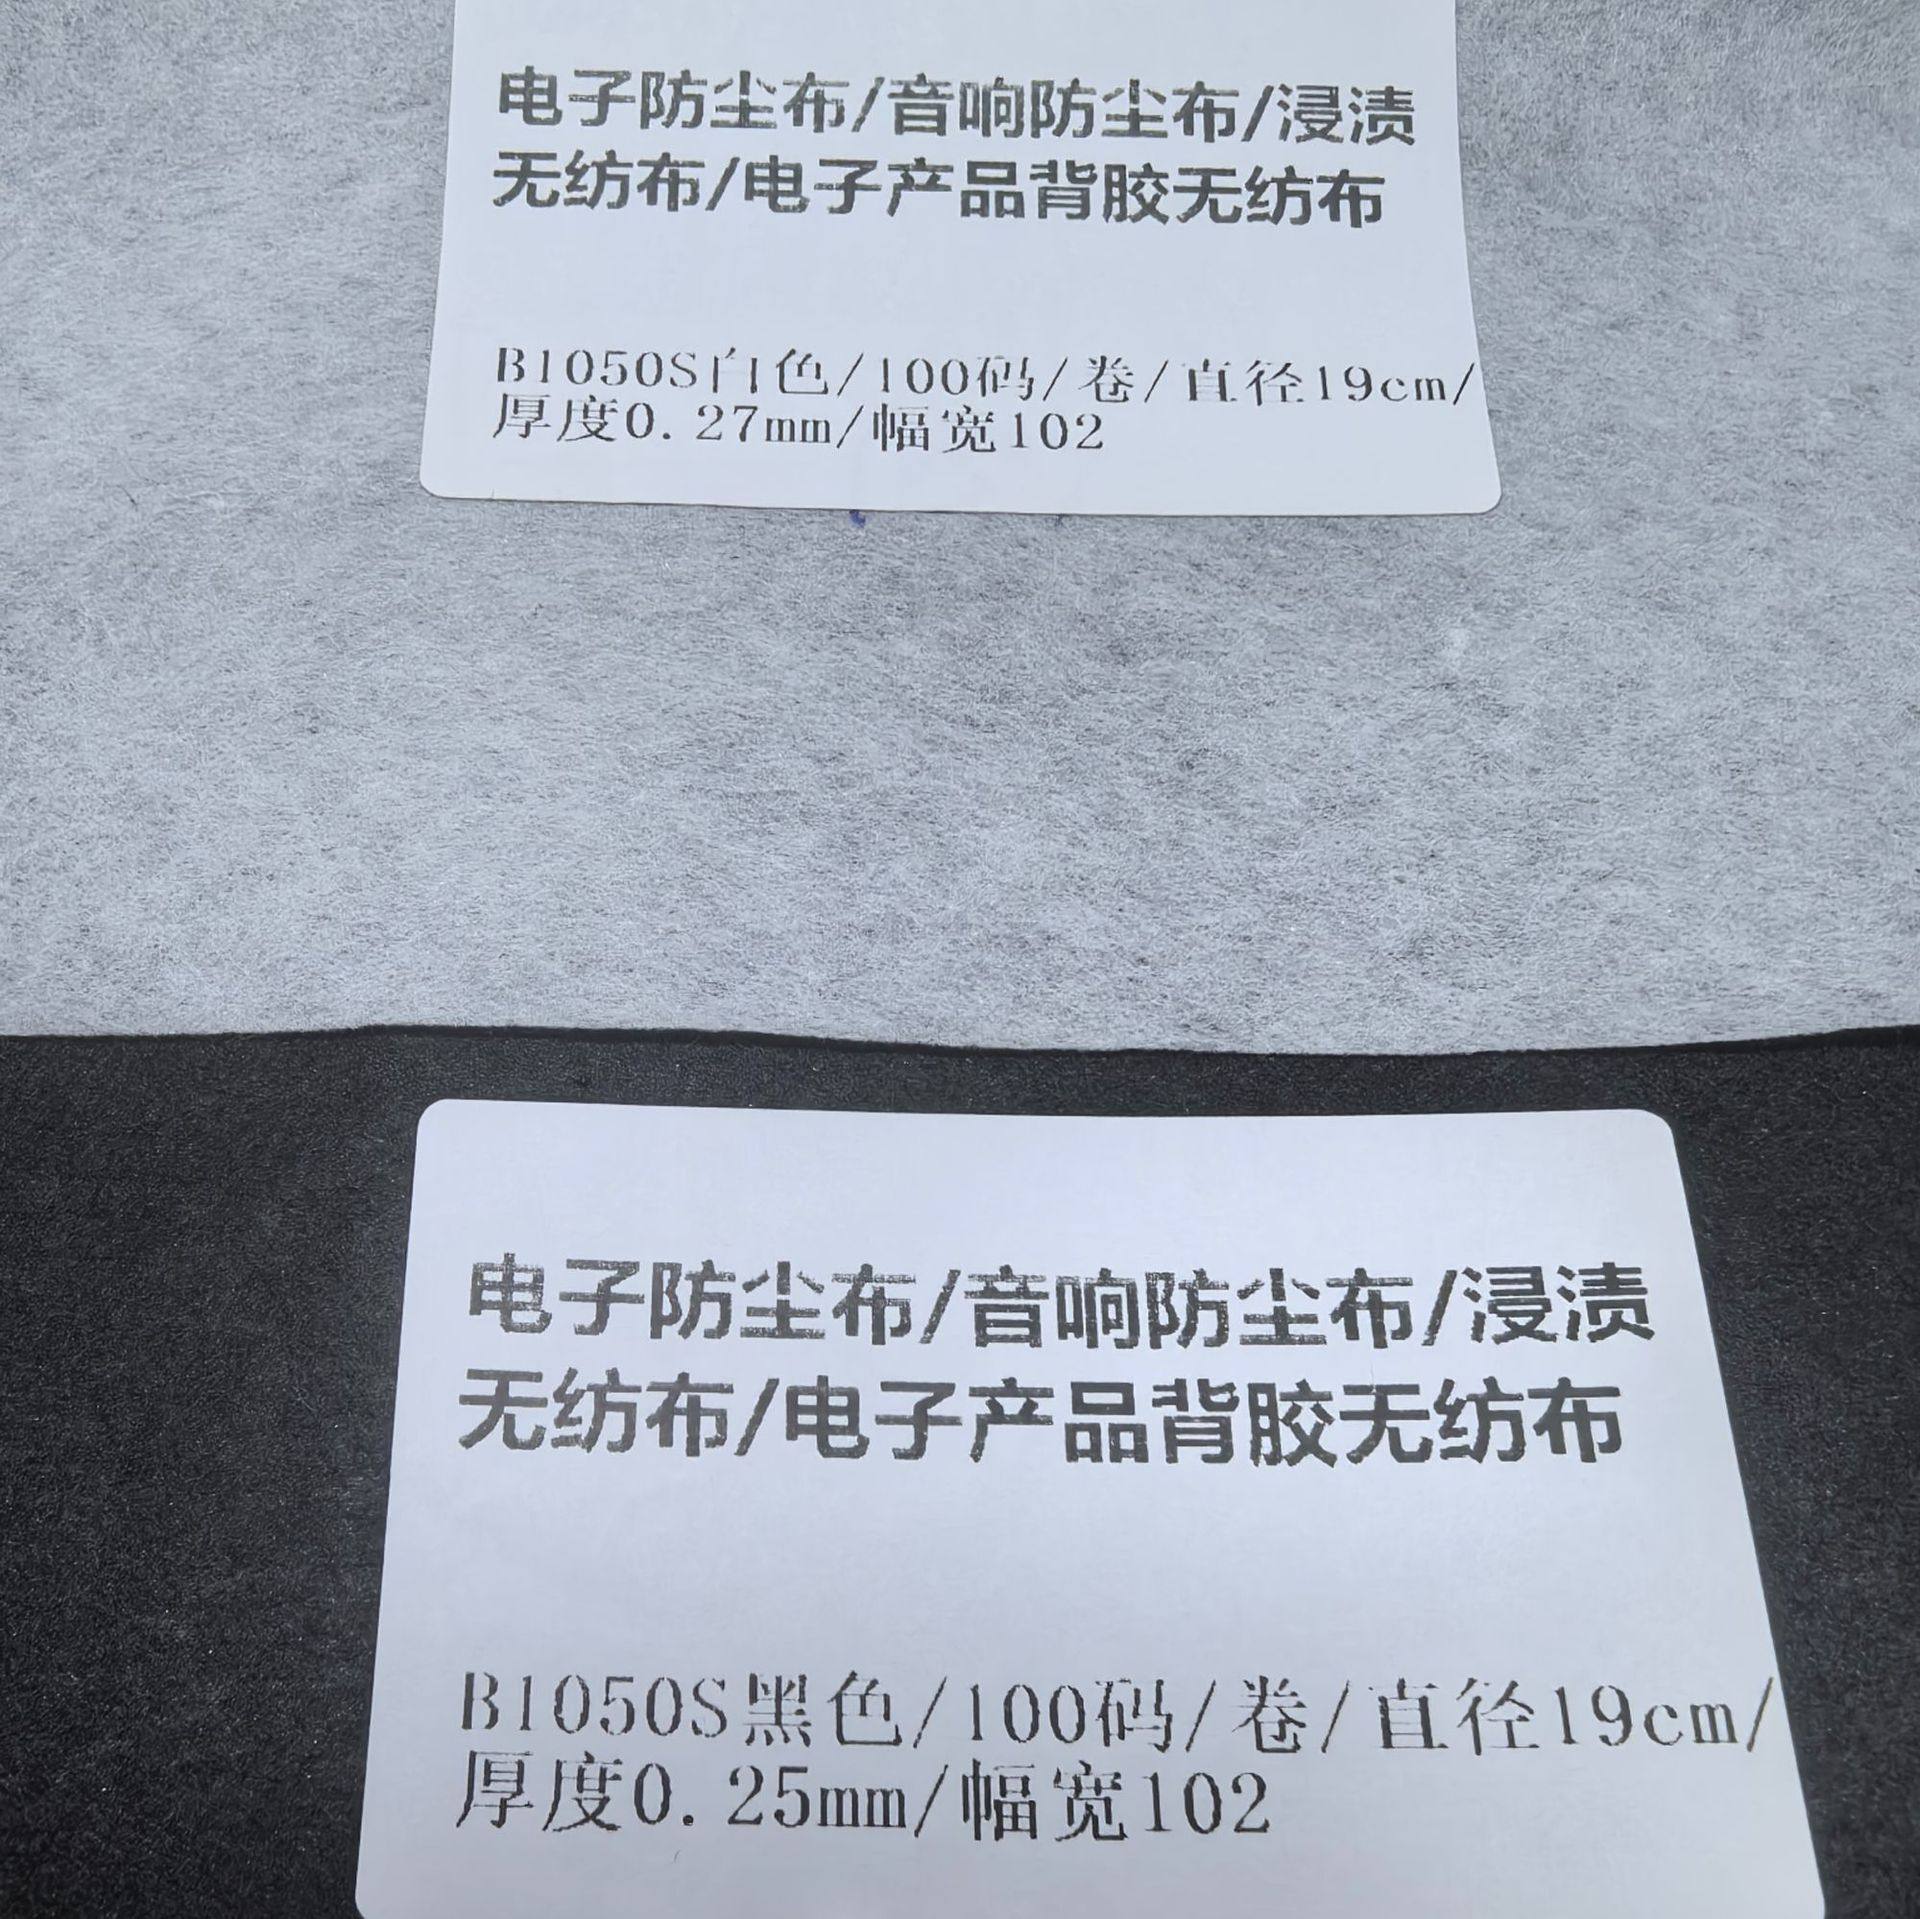 电子防尘布/音响防尘布/浸渍
无纺布/电子产品背胶无纺布
B1050S白色/100码/卷/直径19cm/
厚度0.27mm/幅宽102
电子防尘布/音响防尘布/浸渍
无纺布/电子产品背胶无纺布
B1050S黑色/100码/卷/直径19cm/
厚度0.25mm/幅宽102